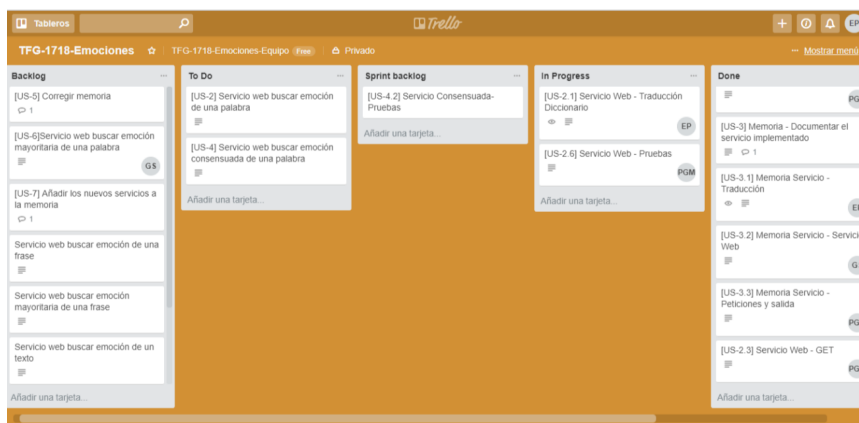 Tableros
Trello
EP
TFG-1718-Emociones
TFG-1718-Emociones-Equipo Free
Privado
Mostrar menú
Backlog
[US-5] Corregir memoria
1
[US-6]Servicio web buscar emoción
mayoritaria de una palabra
GS
[US-7] Añadir los nuevos servicios a
la memoria
1
Servicio web buscar emoción de una
frase
Servicio web buscar emoción
mayoritaria de una frase
Servicio web buscar emoción de un
texto
Añadir una tarjeta...
To Do
[US-2] Servicio web buscar emoción
de una palabra
[US-4] Servicio web buscar emoción
consensuada de una palabra
Añadir una tarjeta...
Sprint backlog
[US-4.2] Servicio Consensuada-
Pruebas
Añadir una tarjeta...
In Progress
[US-2.1] Servicio Web - Traducción
Diccionario
EP
[US-2.6] Servicio Web - Pruebas
PGM
Añadir una tarjeta...
Done
PG
[US-3] Memoria - Documentar el
servicio implementado
1
[US-3.1] Memoria Servicio -
Traducción
E
[US-3.2] Memoria Servicio - Servici
Web
G
[US-3.3] Memoria Servicio -
Peticiones y salida
PG
[US-2.3] Servicio Web - GET
PG
Añadir una tarjeta...